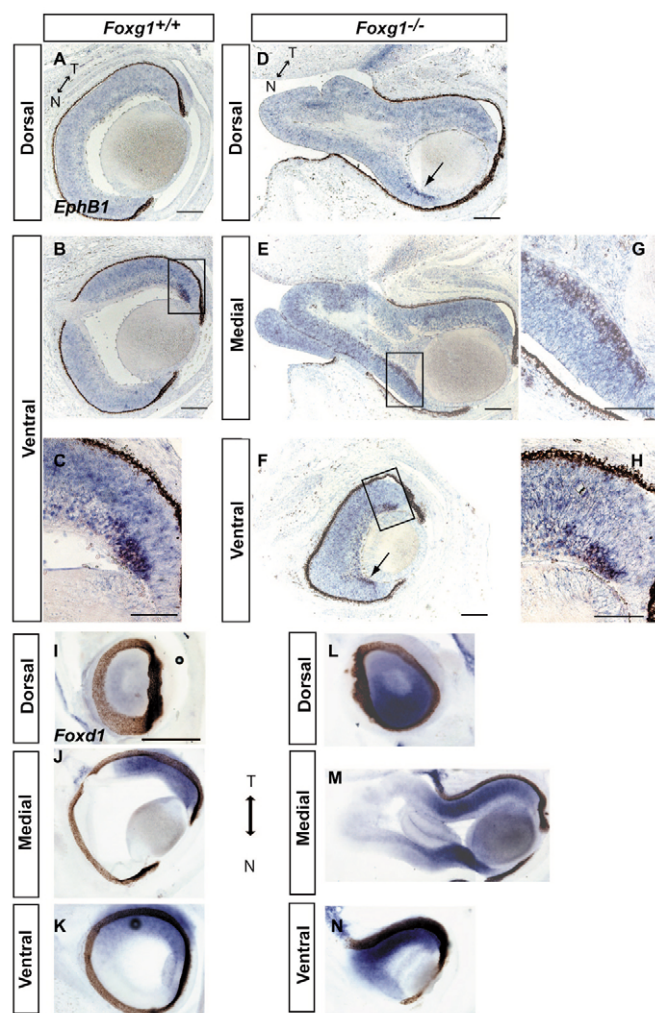 Foxg1+/+
Foxg1-/-
Dorsal
A
T
N
EphB1
Dorsal
D
T
N
Ventral
B
Medial
E
G
C
Ventral
F
H
Dorsal
I
Foxd1
L
Medial
J
T
N
Medial
M
Ventral
K
Ventral
N
Dorsal